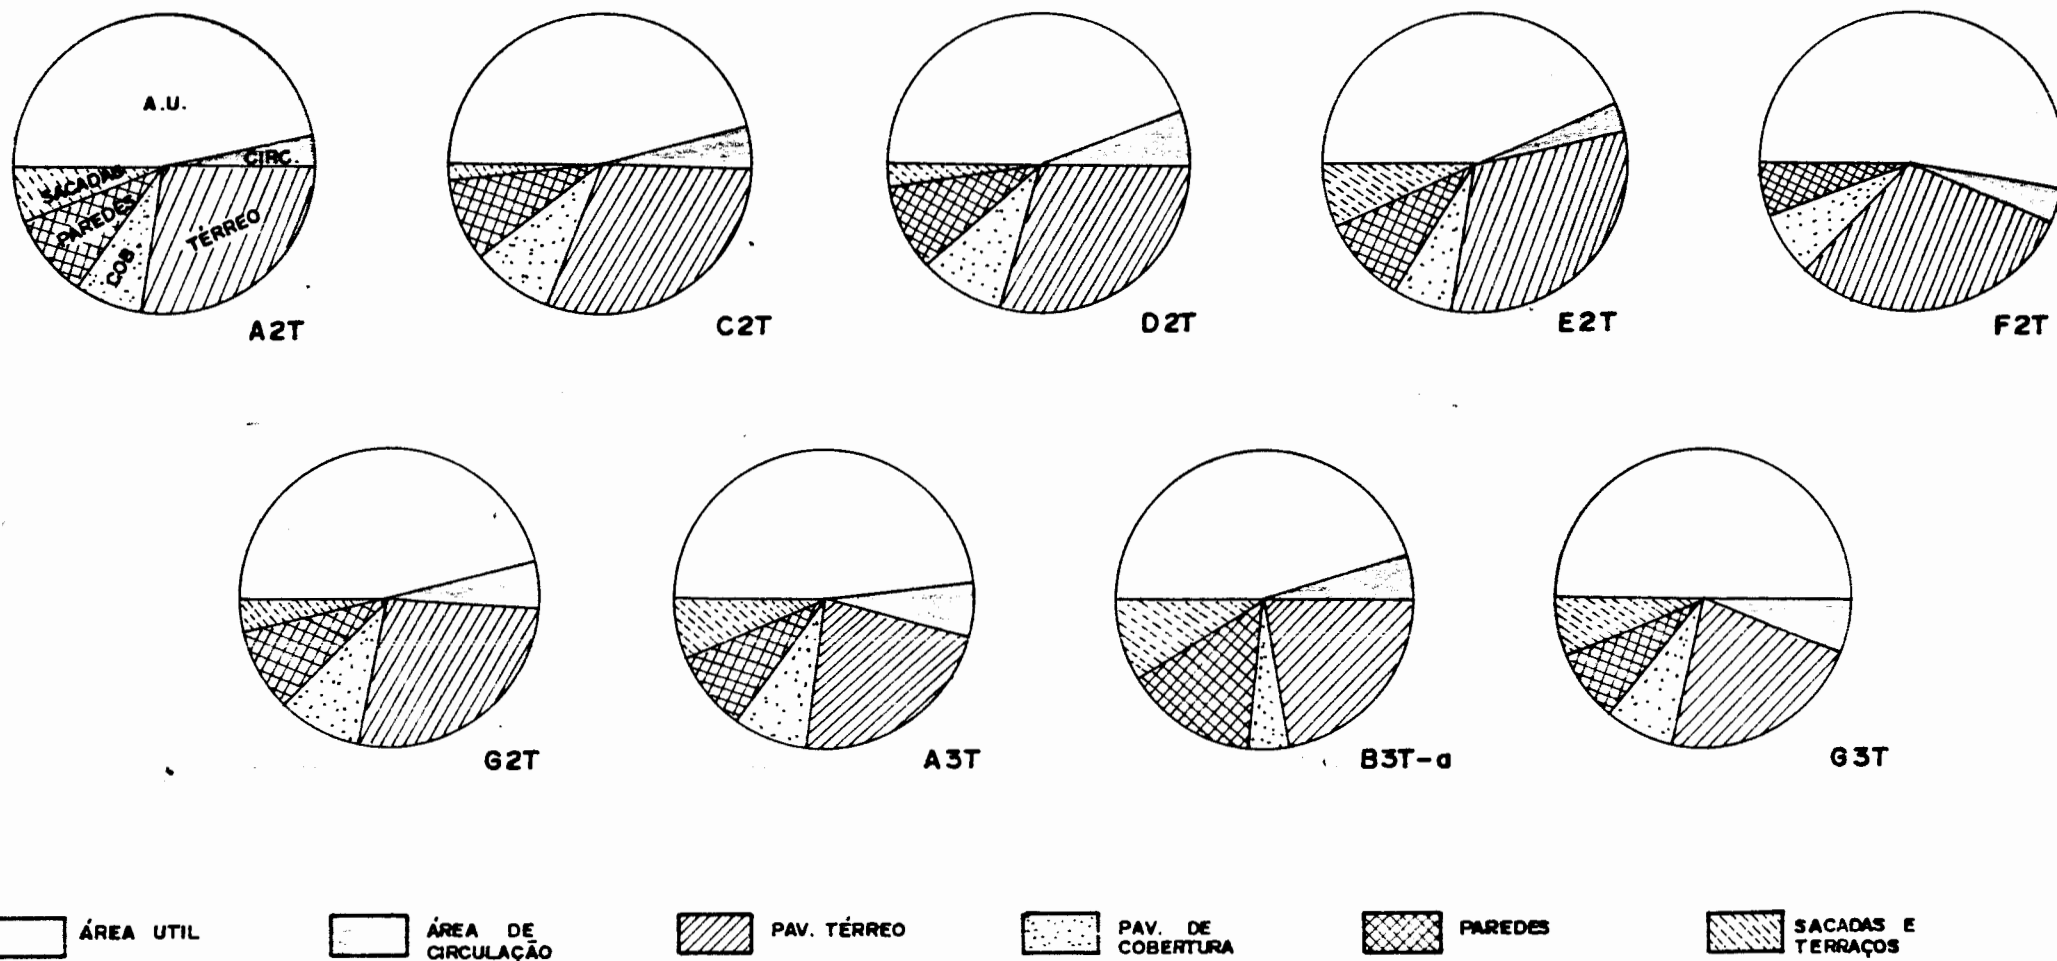 A.U.
CIRC.
SACADAS
PAREDES
COB
TÉRREO
A2T
C2T
D2T
E2T
F2T
G2T
A3T
B3T-a
G3T
ÁREA UTIL
ÁREA DE
CIRCULAÇÃO
PAV. TÉRREO
PAV. DE
COBERTURA
PAREDES
SACADAS E
TERRAÇOS